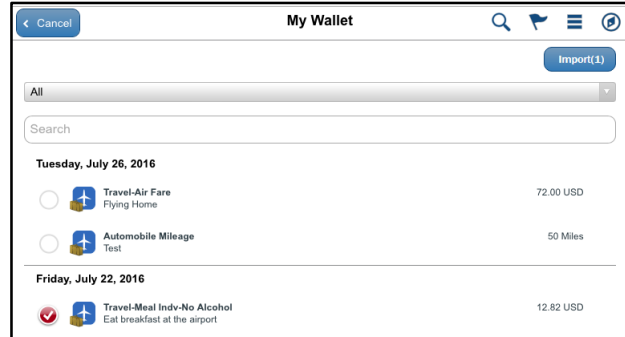 Cancel
My Wallet
Import(1)
All
Search
Tuesday, July 26, 2016
Travel-Air Fare
72.00 USD
Flying Home
Automobile Mileage
50 Miles
Test
Friday, July 22, 2016
Travel-Meal Indv-No Alcohol
12.82 USD
Eat breakfast at the airport